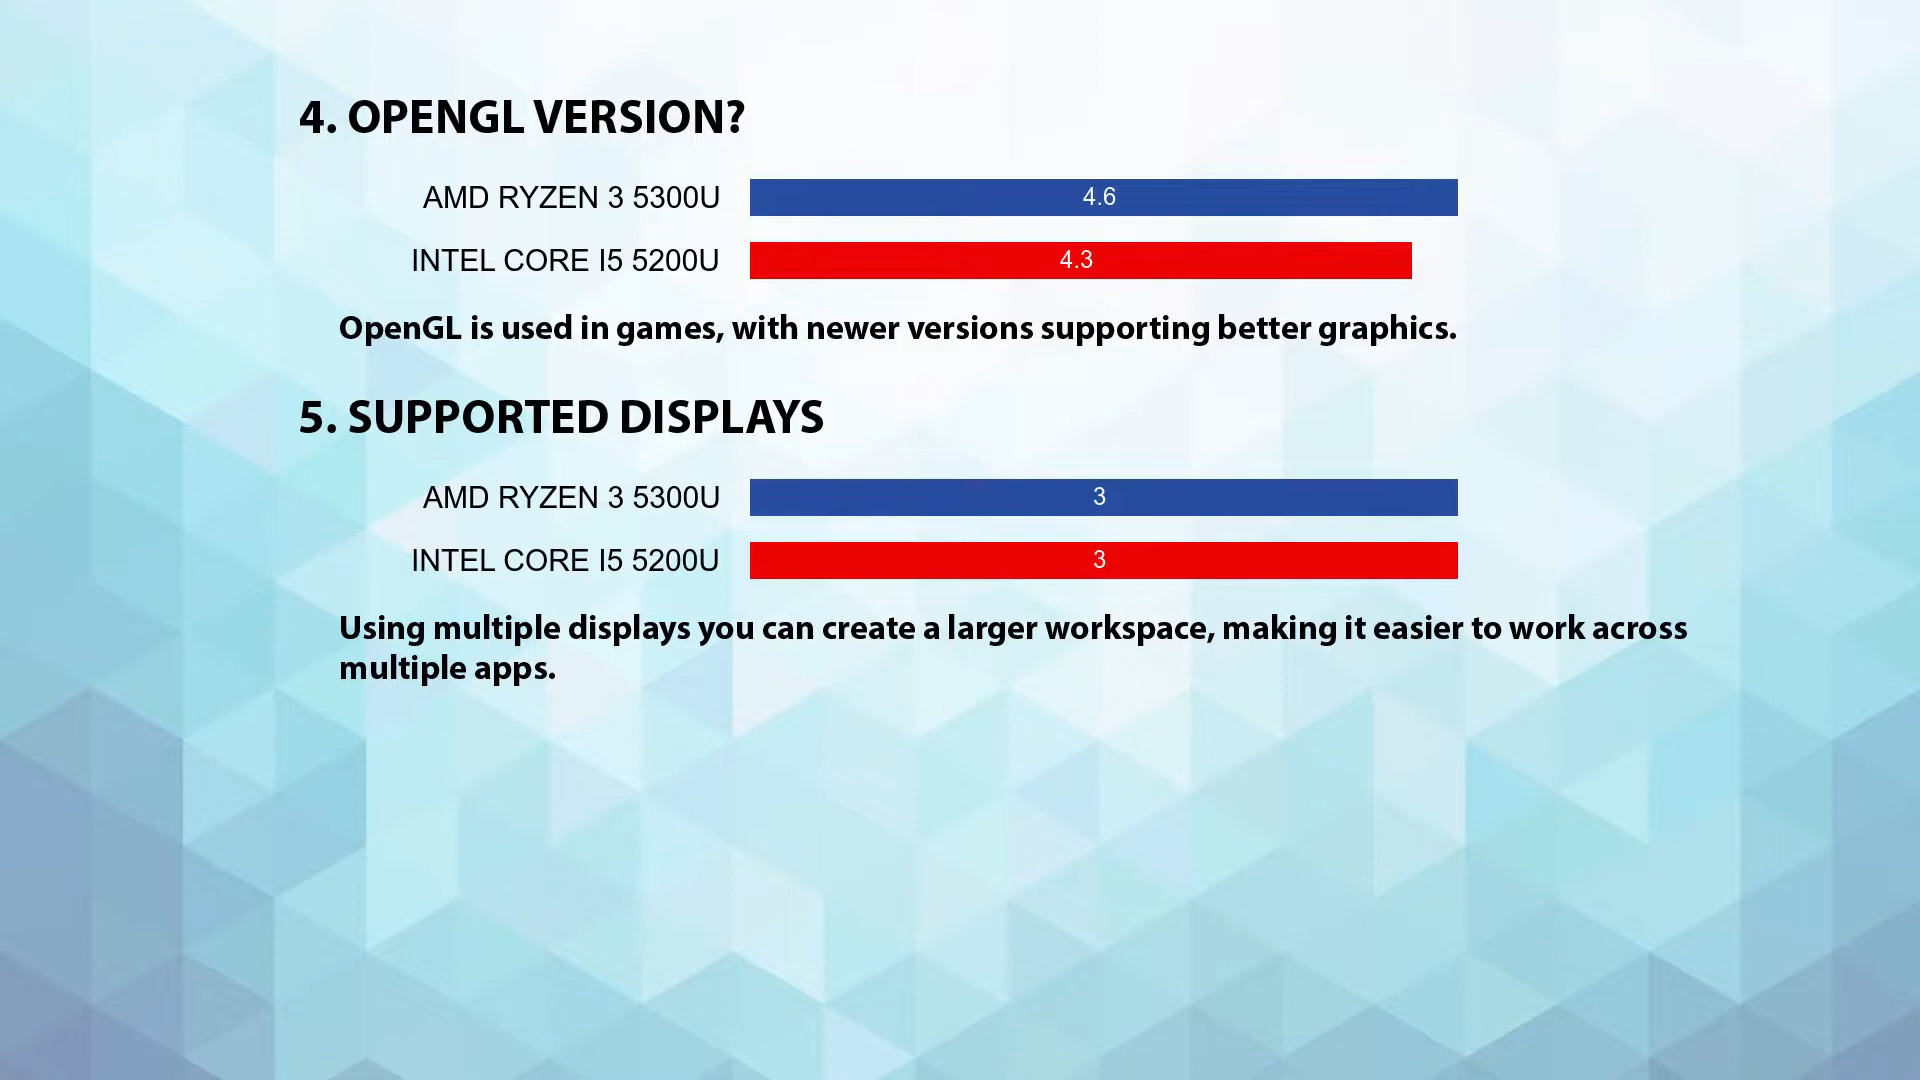 4. OPENGL VERSION?
AMD RYZEN 3 5300U 4.6
INTEL CORE I5 5200U 4.3
OpenGL is used in games, with newer versions supporting better graphics.
5. SUPPORTED DISPLAYS
AMD RYZEN 3 5300U 3
INTEL CORE I5 5200U 3
Using multiple displays you can create a larger workspace, making it easier to work across
multiple apps.